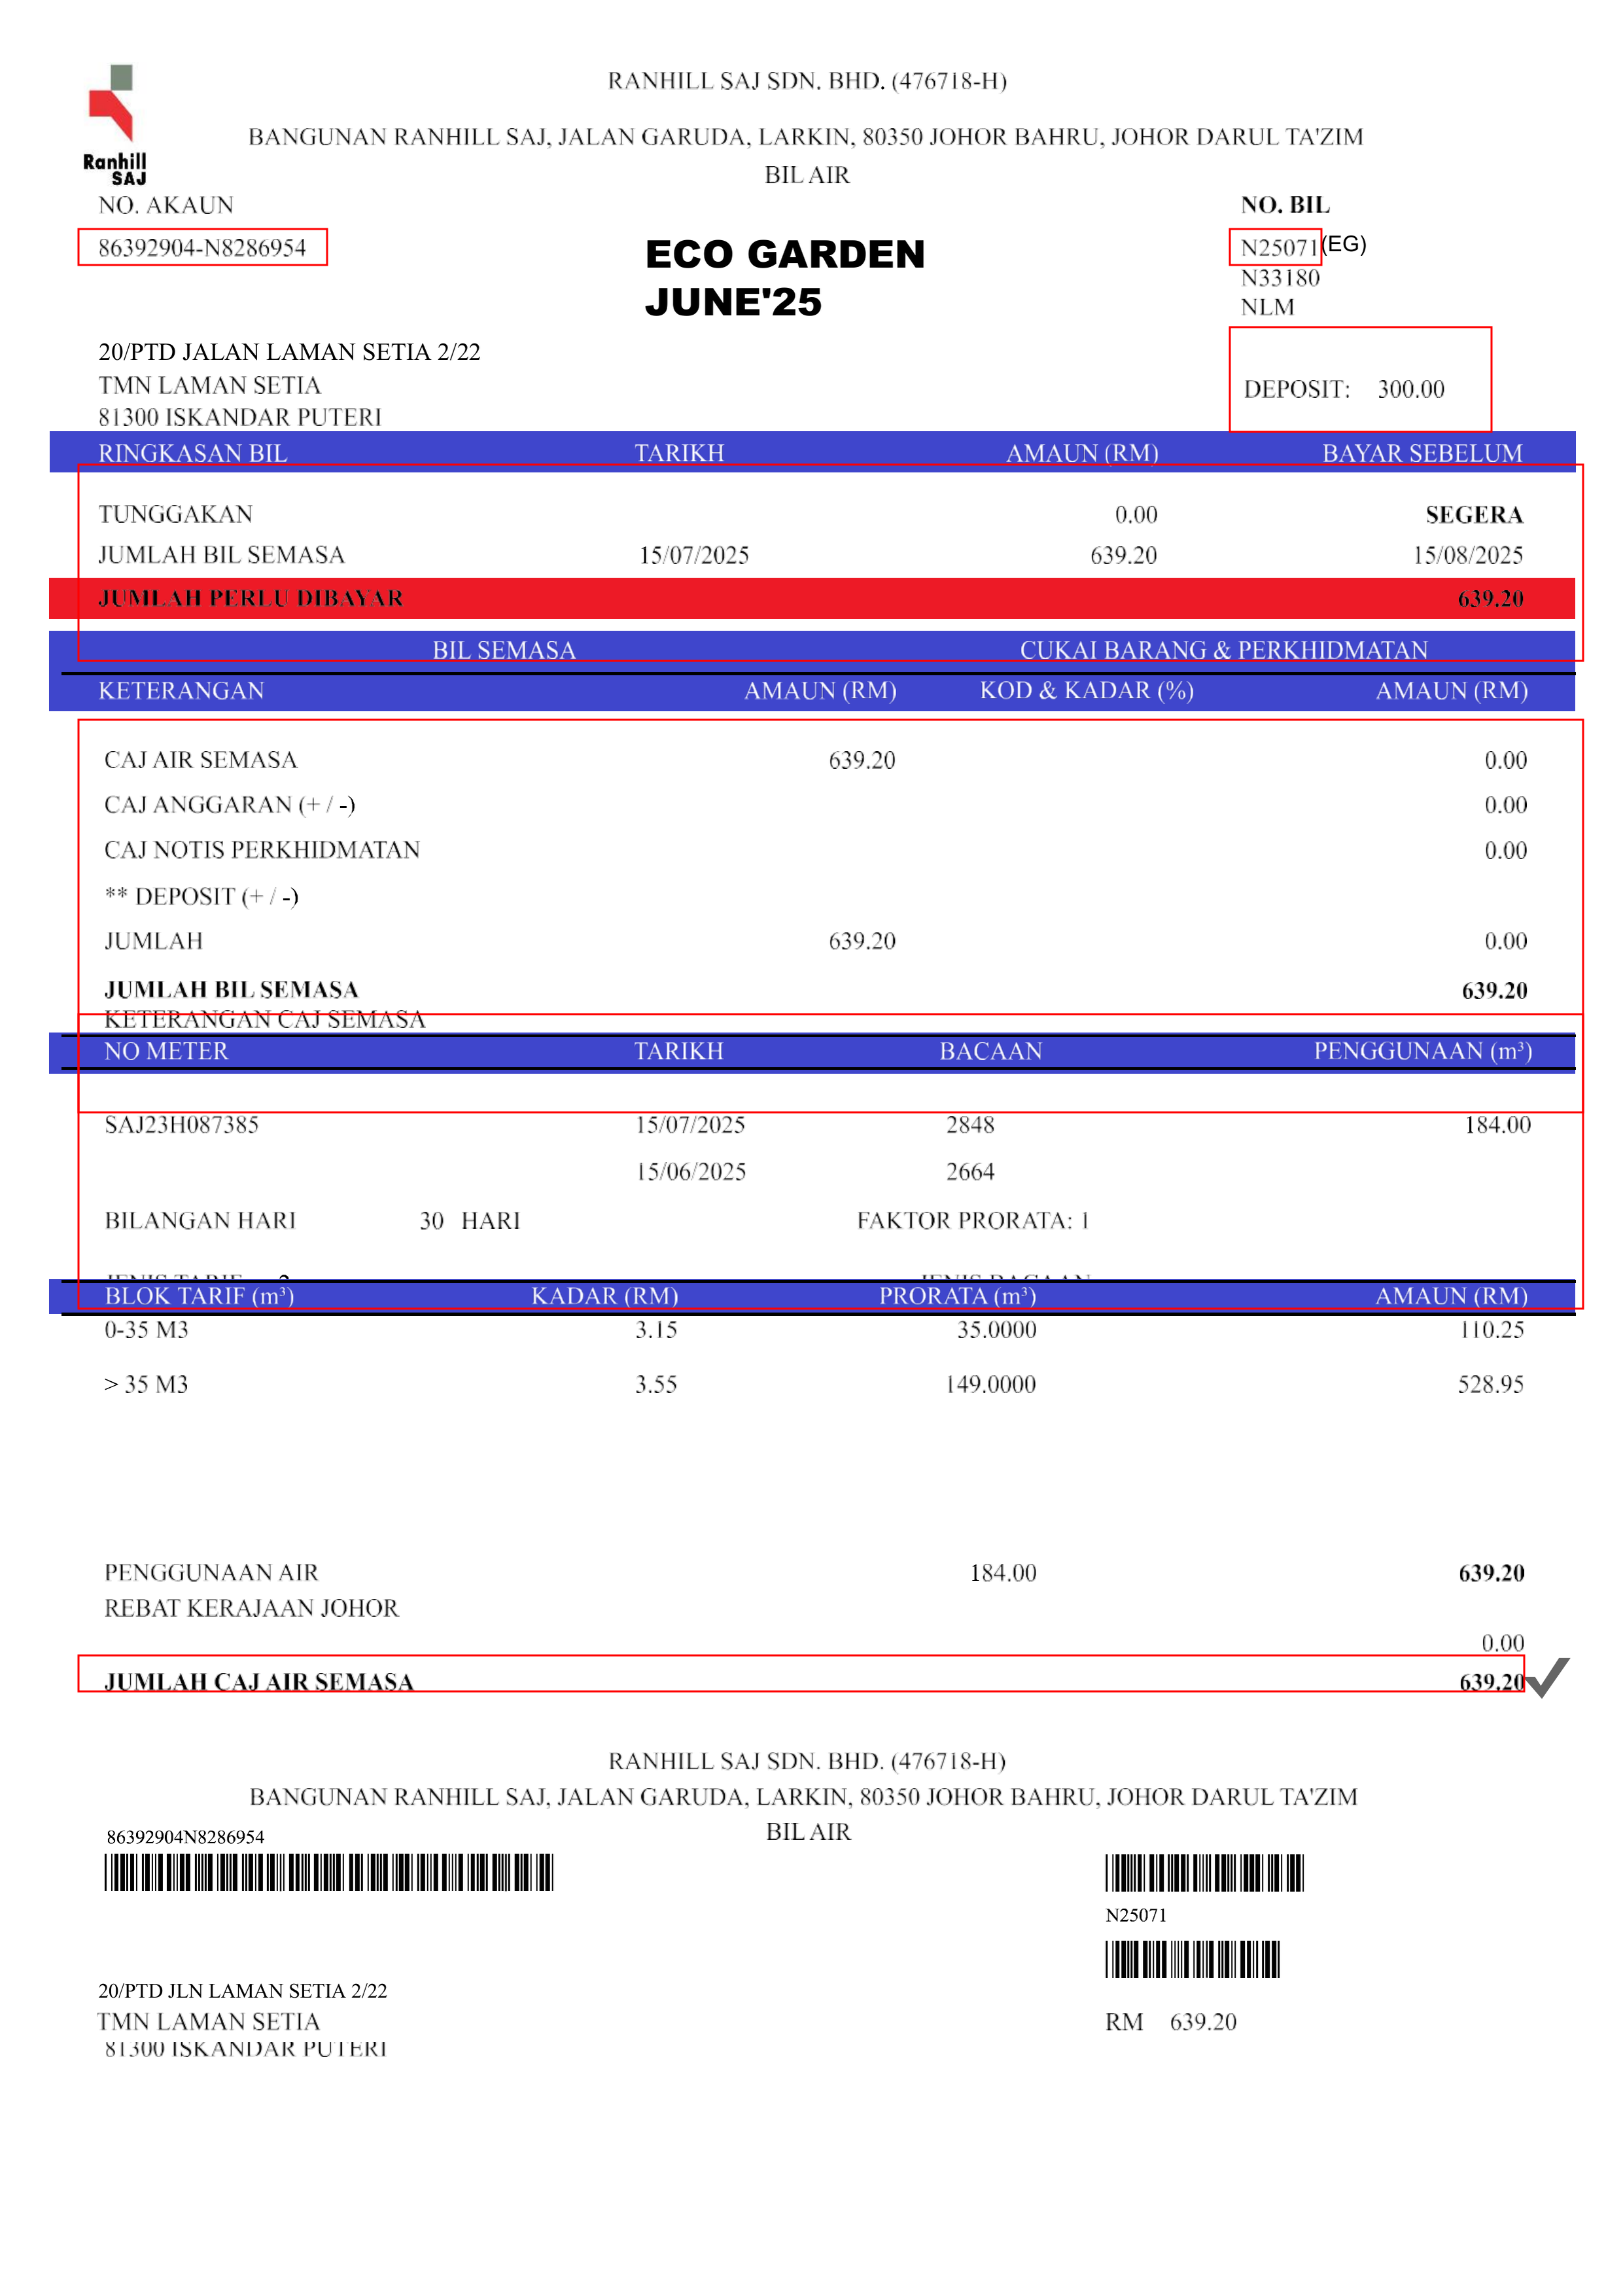 Ranhill
SAJ
RANHILL SAJ SDN. BHD. (476718-H)
BANGUNAN RANHILL SAJ, JALAN GARUDA, LARKIN, 80350 JOHOR BAHRU, JOHOR DARUL TA'ZIM
BIL AIR
NO. AKAUN NO. BIL
86392904-N8286954 ECO GARDEN N25071(EG)
JUNE'25 N33180
NLM
20/PTD JALAN LAMAN SETIA 2/22
TMN LAMAN SETIA DEPOSIT: 300.00
81300 ISKANDAR PUTERI
RINGKASAN BIL TARIKH AMAUN (RM) BAYAR SEBELUM
TUNGGAKAN 0.00 SEGERA
JUMLAH BIL SEMASA 15/07/2025 639.20 15/08/2025
JUMLAH PERLU DIBAYAR 639.20
BIL SEMASA CUKAI BARANG & PERKHIDMATAN
KETERANGAN AMAUN (RM) KOD & KADAR (%) AMAUN (RM)
CAJ AIR SEMASA 639.20 0.00
CAJ ANGGARAN (+ / -) 0.00
CAJ NOTIS PERKHIDMATAN 0.00
** DEPOSIT (+ / -)
JUMLAH 639.20 0.00
JUMLAH BIL SEMASA 639.20
KETERANGAN CAJ SEMASA
NO METER TARIKH BACAAN PENGGUNAAN (m³)
SAJ23H087385 15/07/2025 2848 184.00
15/06/2025 2664
BILANGAN HARI 30 HARI FAKTOR PRORATA: 1
JENIS TARIF 2 JENIS BACAAN
BLOK TARIF (m³) KADAR (RM) PRORATA (m³) AMAUN (RM)
0-35 M3 3.15 35.0000 110.25
> 35 M3 3.55 149.0000 528.95
PENGGUNAAN AIR 184.00 639.20
REBAT KERAJAAN JOHOR
0.00
JUMLAH CAJ AIR SEMASA 639.20
RANHILL SAJ SDN. BHD. (476718-H)
BANGUNAN RANHILL SAJ, JALAN GARUDA, LARKIN, 80350 JOHOR BAHRU, JOHOR DARUL TA'ZIM
BIL AIR
86392904N8286954
N25071
20/PTD JLN LAMAN SETIA 2/22
TMN LAMAN SETIA RM 639.20
81300 ISKANDAR PUTERI